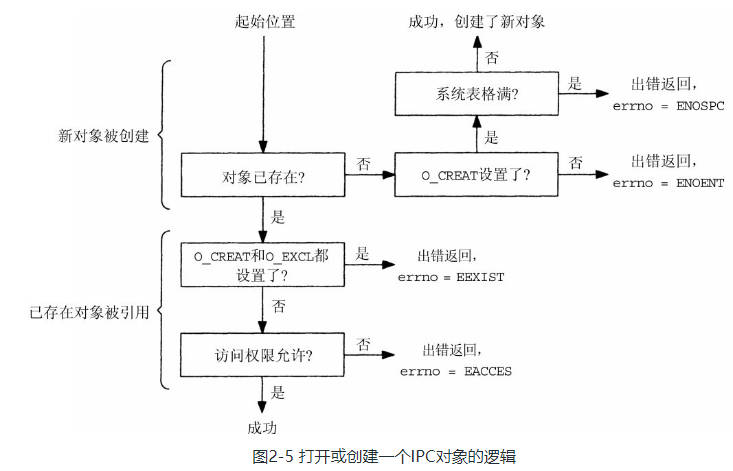 起始位置
成功，创建了新对象
否
系统表格满?
是
出错返回，
errno = ENOSPC
新对象被创建
是
对象已存在?
否
O_CREAT设置了?
否
出错返回，
errno = ENOENT
是
O_CREAT和O_EXCL都
设置了?
是
出错返回，
errno = EEXIST
已存在对象被引用
否
访问权限允许?
否
出错返回，
errno = EACCES
是
成功
图2-5 打开或创建一个IPC对象的逻辑